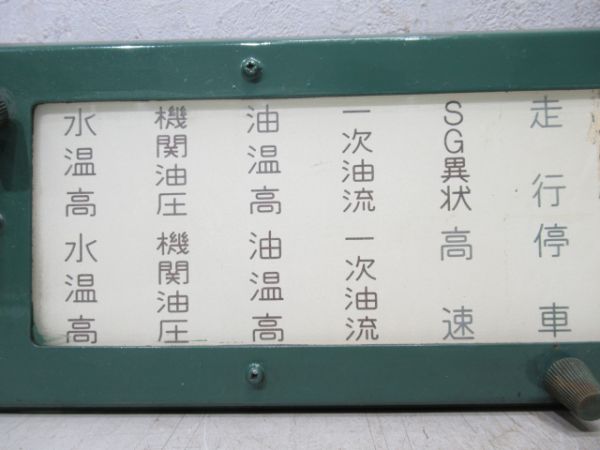 走行
停車
SG異状
高速
一次油流
一次油流
油温高
油温高
機関油圧
機関油圧
水温高
水温高